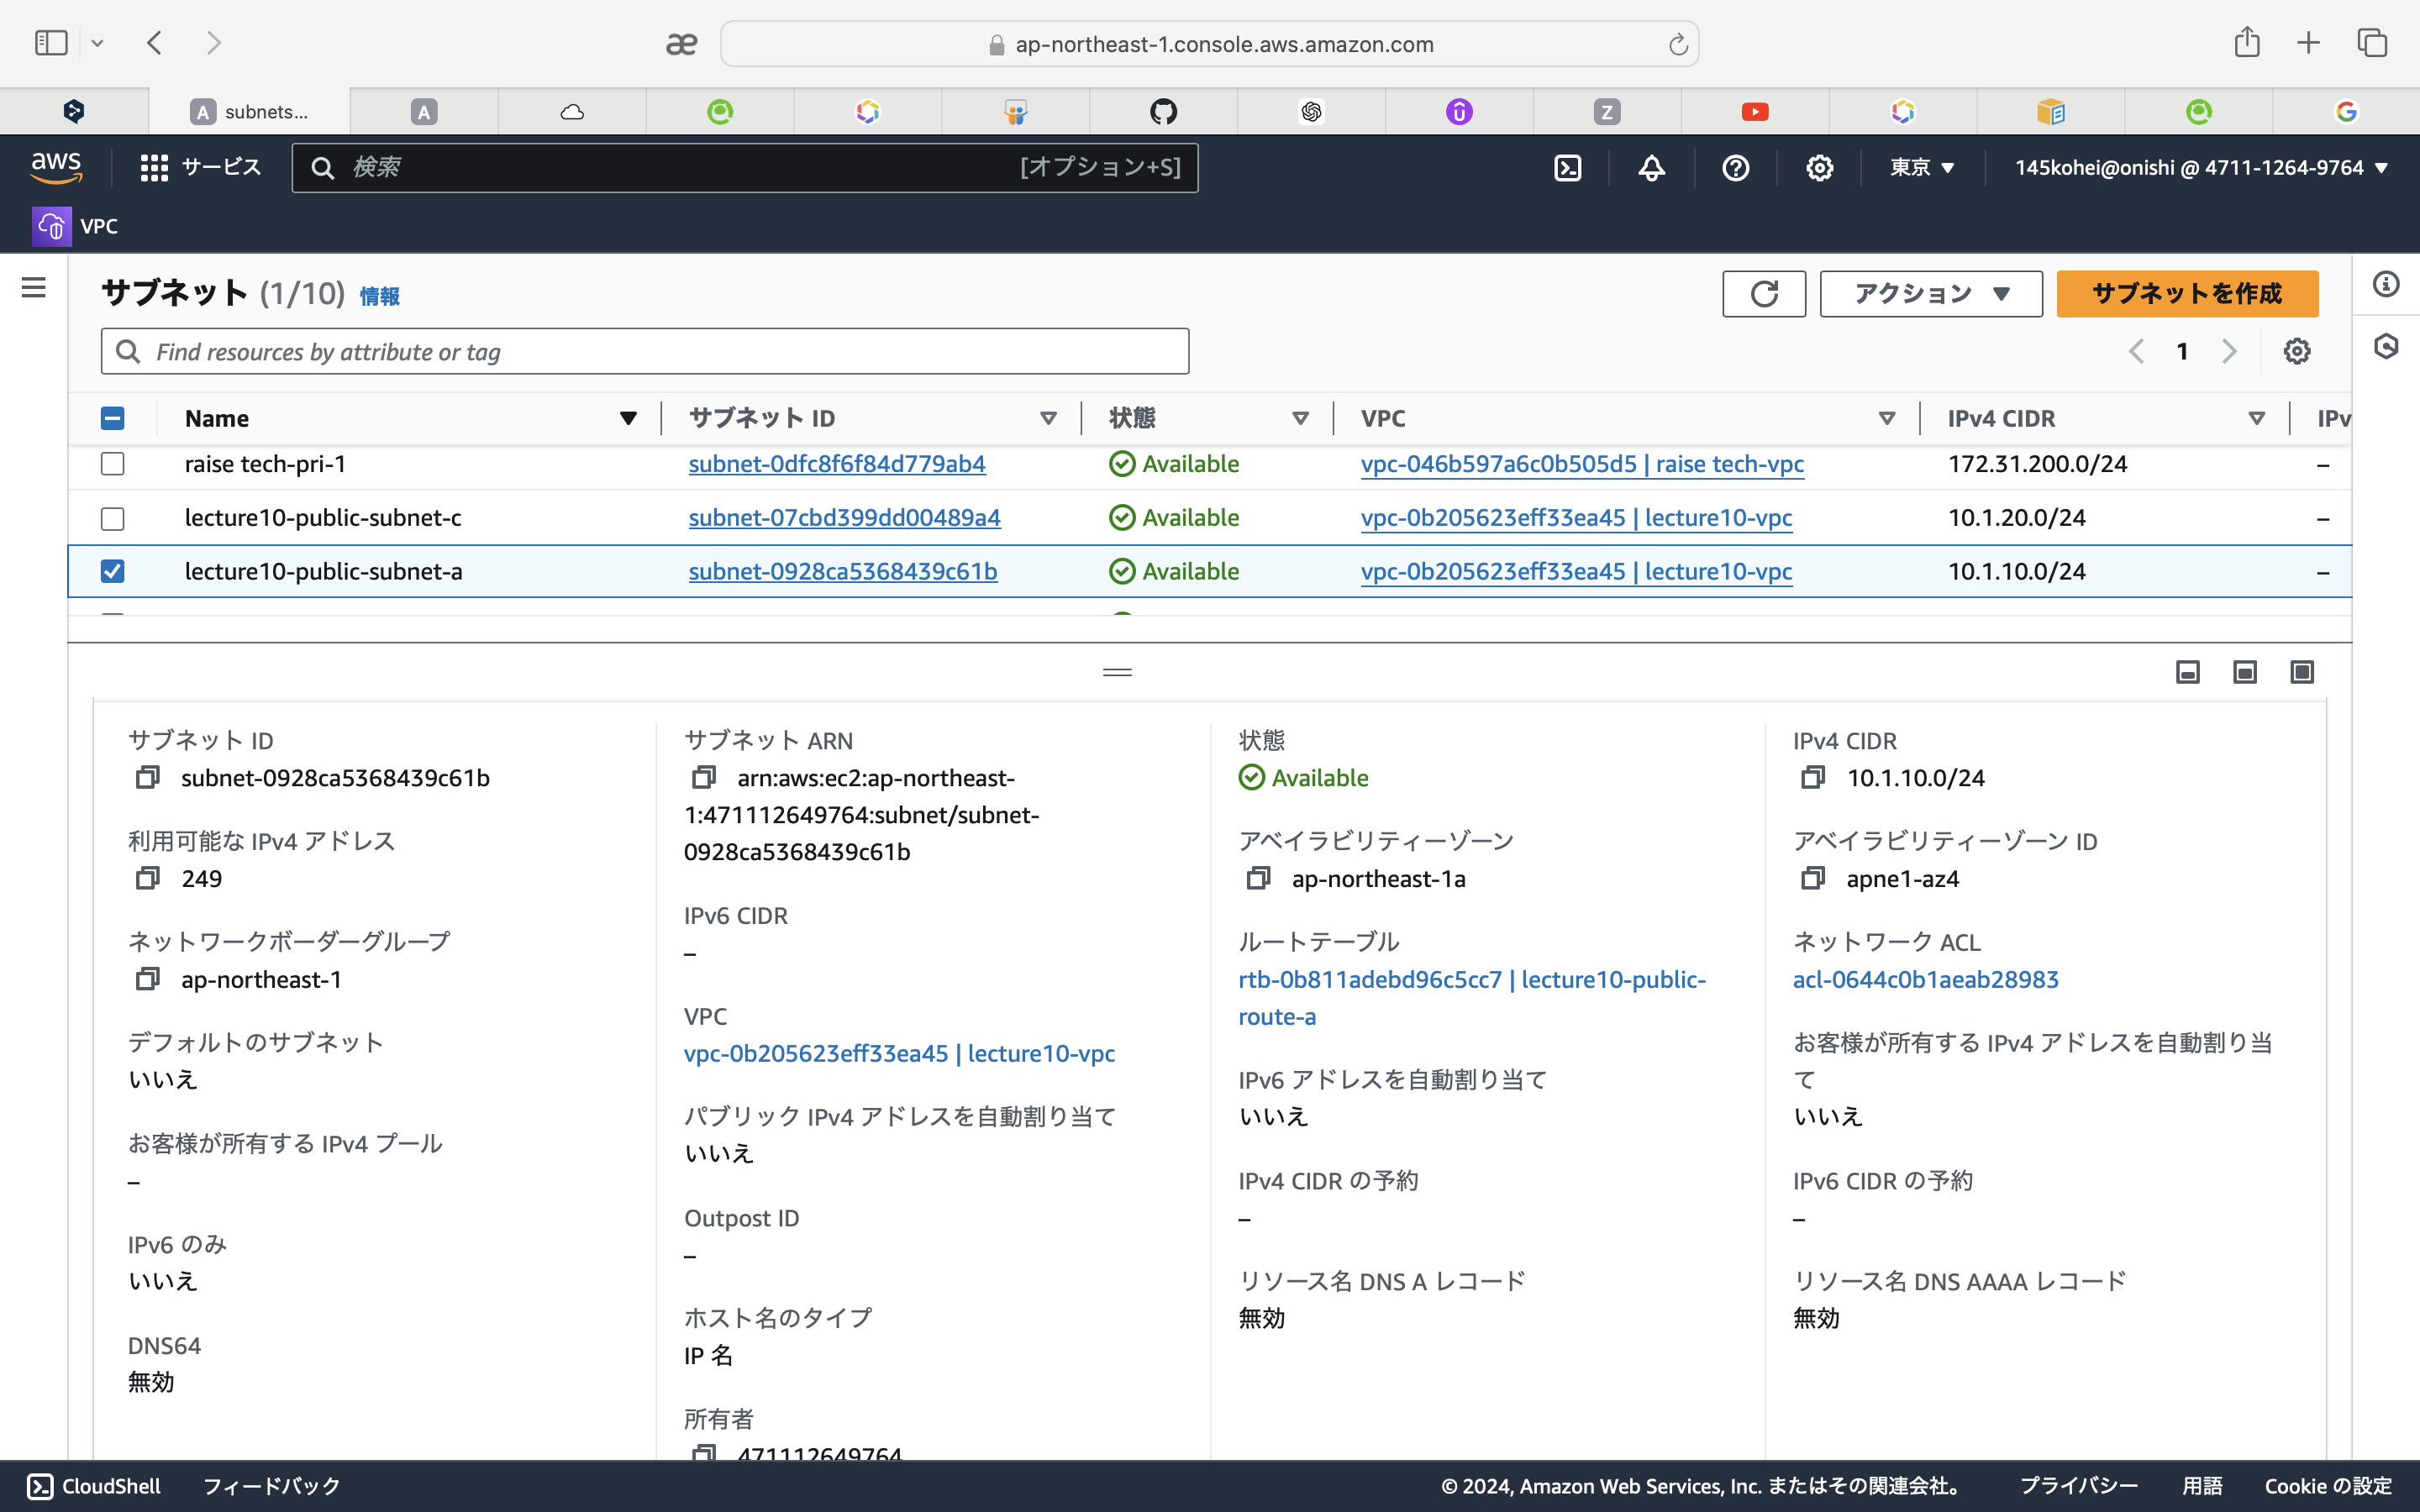 ap-northeast-1.console.aws.amazon.com
A subnets... A Z
aws サービス 検索 [オプション+S] 東京 145kohei@onishi @ 4711-1264-9764
VPC
サブネット (1/10) 情報 アクション サブネットを作成
Find resources by attribute or tag 1
Name サブネット ID 状態 VPC IPv4 CIDR IPv
raise tech-pri-1 subnet-0dfc8f6f84d779ab4 Available vpc-046b597a6c0b505d5 | raise tech-vpc 172.31.200.0/24 –
lecture10-public-subnet-c subnet-07cbd399dd00489a4 Available vpc-0b205623eff33ea45 | lecture10-vpc 10.1.20.0/24 –
lecture10-public-subnet-a subnet-0928ca5368439c61b Available vpc-0b205623eff33ea45 | lecture10-vpc 10.1.10.0/24 –
サブネット ID
subnet-0928ca5368439c61b
利用可能な IPv4 アドレス
249
ネットワークボーダーグループ
ap-northeast-1
デフォルトのサブネット
いいえ
お客様が所有する IPv4 プール
–
IPv6 のみ
いいえ
DNS64
無効
サブネット ARN
arn:aws:ec2:ap-northeast-
1:471112649764:subnet/subnet-
0928ca5368439c61b
IPv6 CIDR
–
VPC
vpc-0b205623eff33ea45 | lecture10-vpc
パブリック IPv4 アドレスを自動割り当て
いいえ
Outpost ID
–
ホスト名のタイプ
IP 名
所有者
471112649764
状態
Available
アベイラビリティーゾーン
ap-northeast-1a
ルートテーブル
rtb-0b811adebd96c5cc7 | lecture10-public-
route-a
IPv6 アドレスを自動割り当て
いいえ
IPv4 CIDR の予約
–
リソース名 DNS A レコード
無効
IPv4 CIDR
10.1.10.0/24
アベイラビリティーゾーン ID
apne1-az4
ネットワーク ACL
acl-0644c0b1aeab28983
お客様が所有する IPv4 アドレスを自動割り当
て
いいえ
IPv6 CIDR の予約
–
リソース名 DNS AAAA レコード
無効
CloudShell フィードバック © 2024, Amazon Web Services, Inc. またはその関連会社。 プライバシー 用語 Cookie の設定